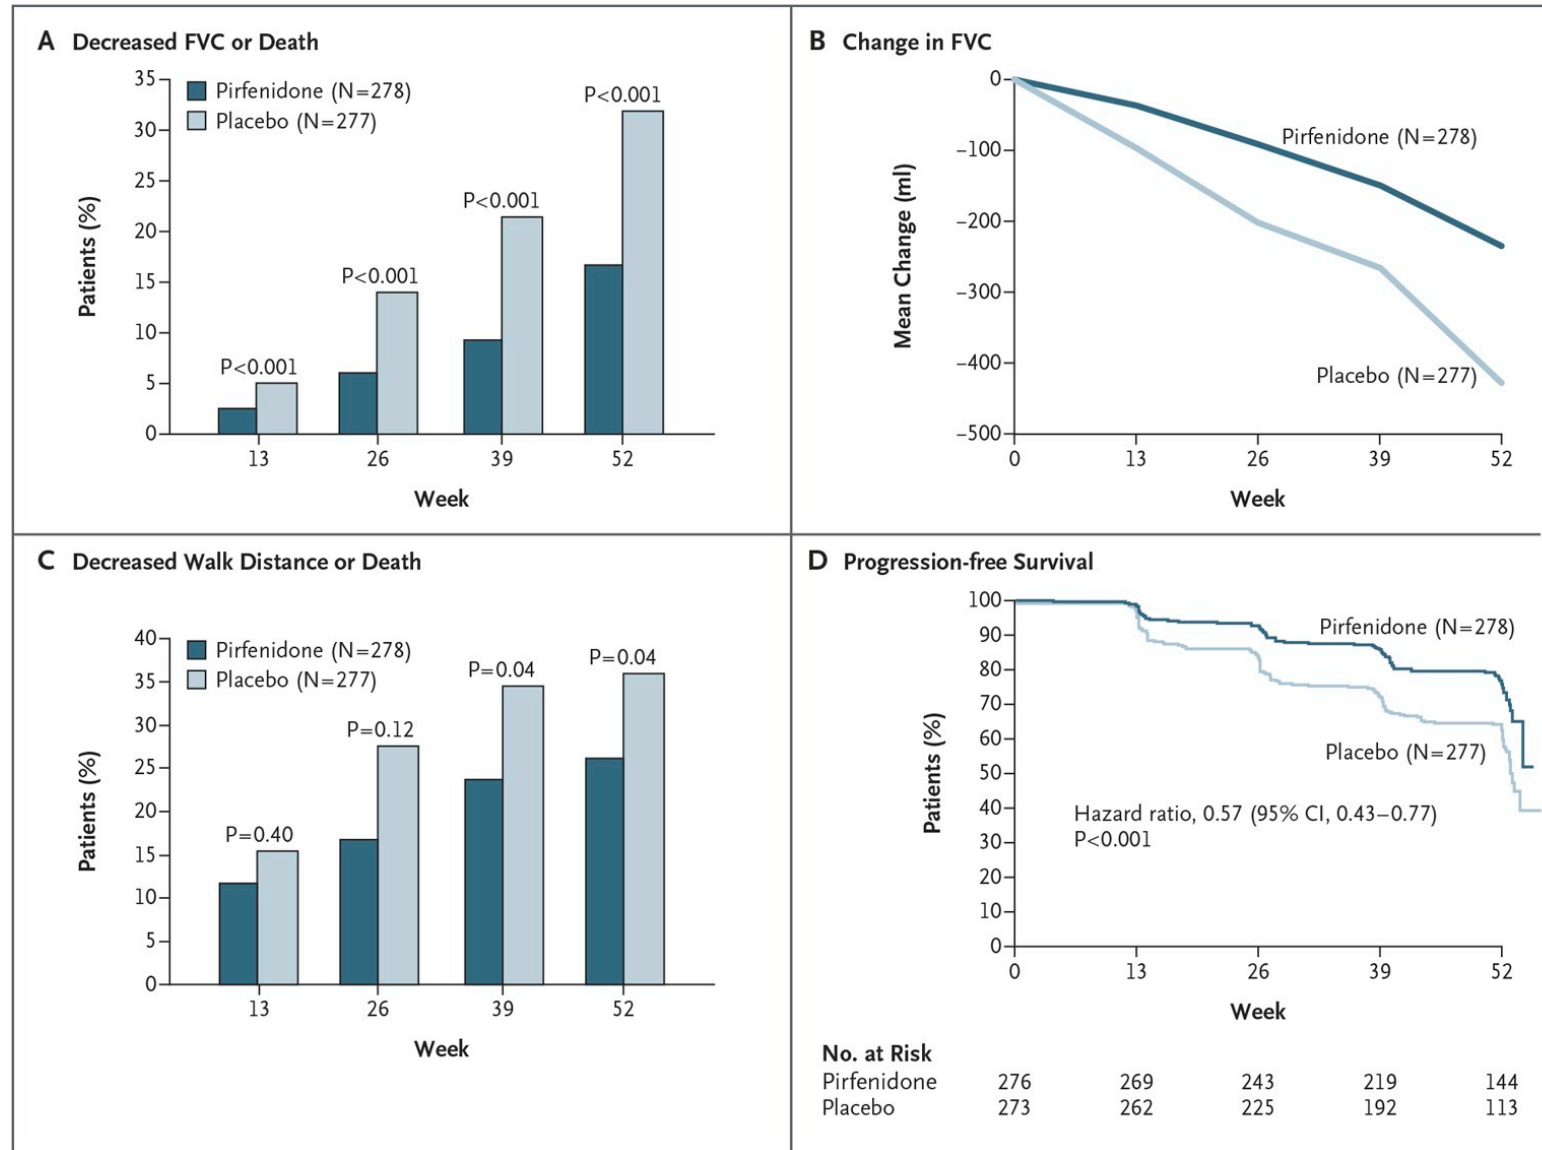 A Decreased FVC or Death
35
30
25
20
15
10
5
0
Patients (%)
Pirfenidone (N=278)
Placebo (N=277)
P<0.001
P<0.001
P<0.001
P<0.001
13 26 39 52
Week
B Change in FVC
0
–100
–200
–300
–400
–500
Mean Change (ml)
Pirfenidone (N=278)
Placebo (N=277)
0 13 26 39 52
Week
C Decreased Walk Distance or Death
40
35
30
25
20
15
10
5
0
Patients (%)
Pirfenidone (N=278)
Placebo (N=277)
P=0.40
P=0.12
P=0.04
P=0.04
13 26 39 52
Week
D Progression-free Survival
100
90
80
70
60
50
40
30
20
10
0
Patients (%)
Pirfenidone (N=278)
Placebo (N=277)
Hazard ratio, 0.57 (95% CI, 0.43–0.77)
P<0.001
0 13 26 39 52
Week
No. at Risk
Pirfenidone 276 269 243 219 144
Placebo 273 262 225 192 113